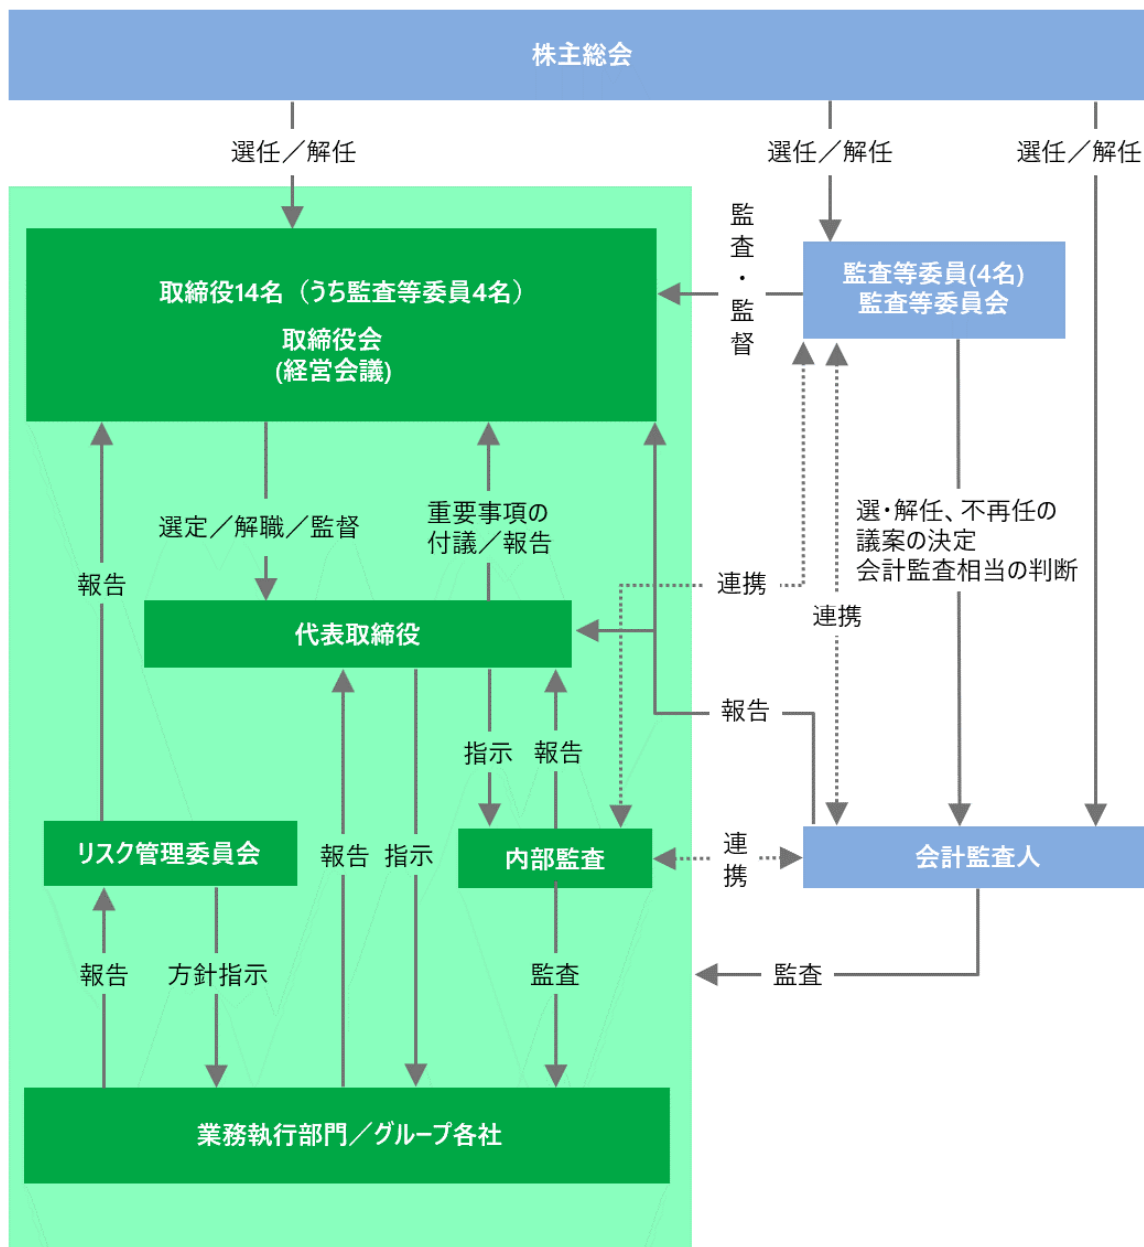 株主総会
選任／解任
選任／解任
選任／解任
監査・監督
取締役14名（うち監査等委員4名）
取締役会
(経営会議)
監査等委員(4名)
監査等委員会
選定／解職／監督
重要事項の
付議／報告
選・解任、不再任の
議案の決定
会計監査相当の判断
報告
連携
連携
代表取締役
報告
指示
報告
リスク管理委員会
報告
指示
内部監査
連携
会計監査人
報告
方針指示
監査
監査
業務執行部門／グループ各社